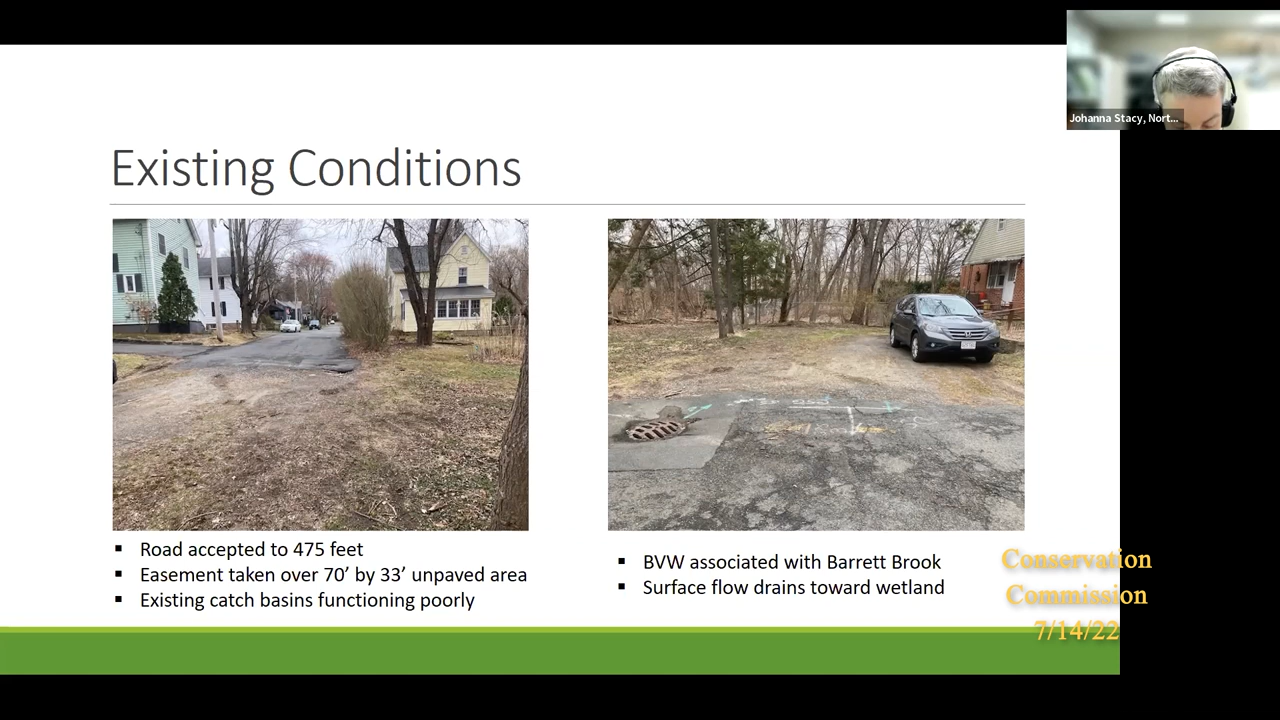 Johanna Stacy, Nort...
Existing Conditions
▪ Road accepted to 475 feet
▪ Easement taken over 70’ by 33’ unpaved area
▪ Existing catch basins functioning poorly
▪ BVW associated with Barrett Brook
▪ Surface flow drains toward wetland
Conservation
Commission
7/14/22